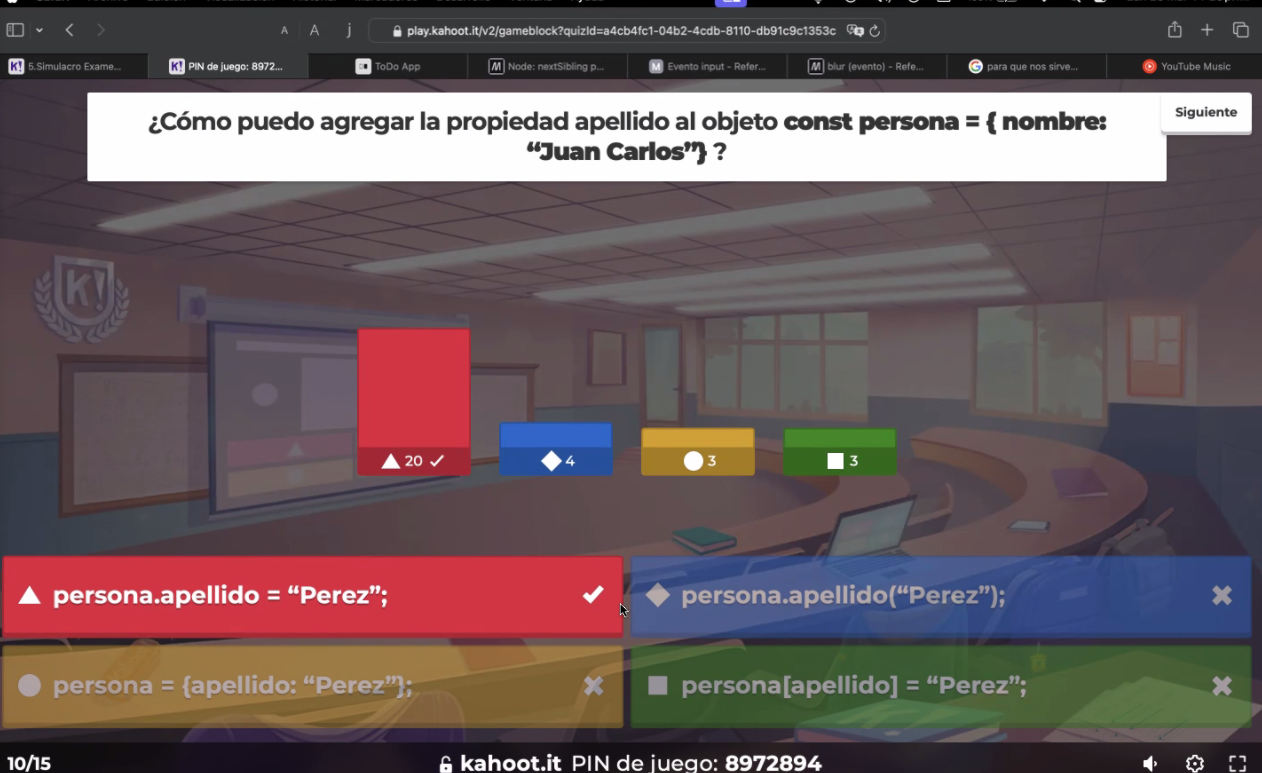 A A j play.kahoot.it/v2/gameblock?quizId=a4cb4fc1-04b2-4cdb-8110-db91c9c1353c
K! 5.Simulacro Exame...
K! PIN de juego: 8972...
ToDo App
Node: nextSibling p...
Evento input - Refer...
blur (evento) - Refe...
para que nos sirve...
YouTube Music
¿Cómo puedo agregar la propiedad apellido al objeto const persona = { nombre:
“Juan Carlos”} ?
Siguiente
K!
20
4
3
3
persona.apellido = “Perez”;
persona.apellido(“Perez”);
persona = {apellido: “Perez”};
persona[apellido] = “Perez”;
10/15
kahoot.it PIN de juego: 8972894